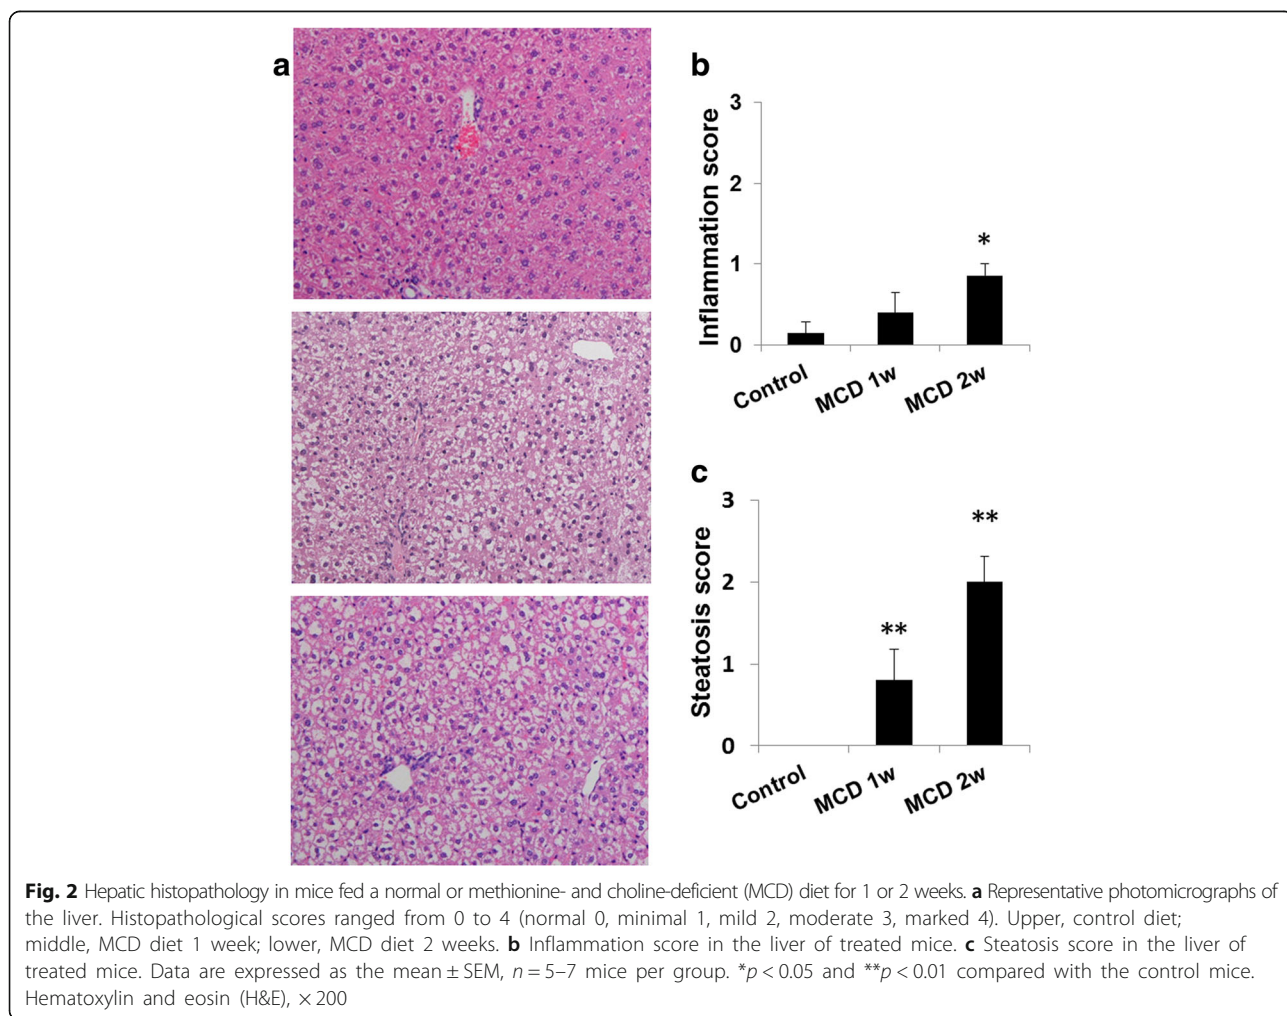 a
b
3
2
1
0
Inflammation score
*
Control
MCD 1w
MCD 2w
c
3
2
1
0
Steatosis score
**
**
Control
MCD 1w
MCD 2w
Fig. 2 Hepatic histopathology in mice fed a normal or methionine- and choline-deficient (MCD) diet for 1 or 2 weeks. a Representative photomicrographs of
the liver. Histopathological scores ranged from 0 to 4 (normal 0, minimal 1, mild 2, moderate 3, marked 4). Upper, control diet;
middle, MCD diet 1 week; lower, MCD diet 2 weeks. b Inflammation score in the liver of treated mice. c Steatosis score in the liver of
treated mice. Data are expressed as the mean ± SEM, n = 5–7 mice per group. *p < 0.05 and **p < 0.01 compared with the control mice.
Hematoxylin and eosin (H&E), × 200